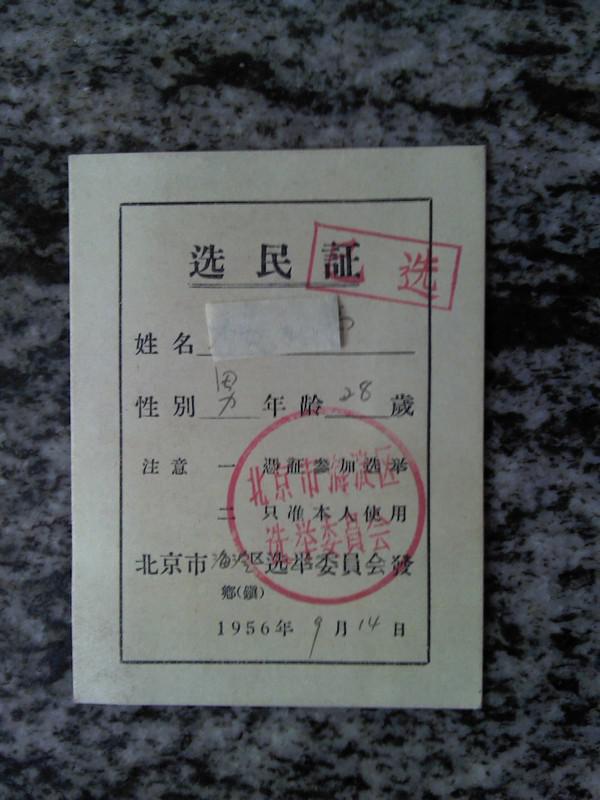 选民証
已选
姓名
性别 男 年龄 28 歲
注意 一 憑証参加选举
二 只准本人使用
北京市海淀区选举委員会發
鄉(鎮)
1956年9月14日
北京市海淀区
选举委員会